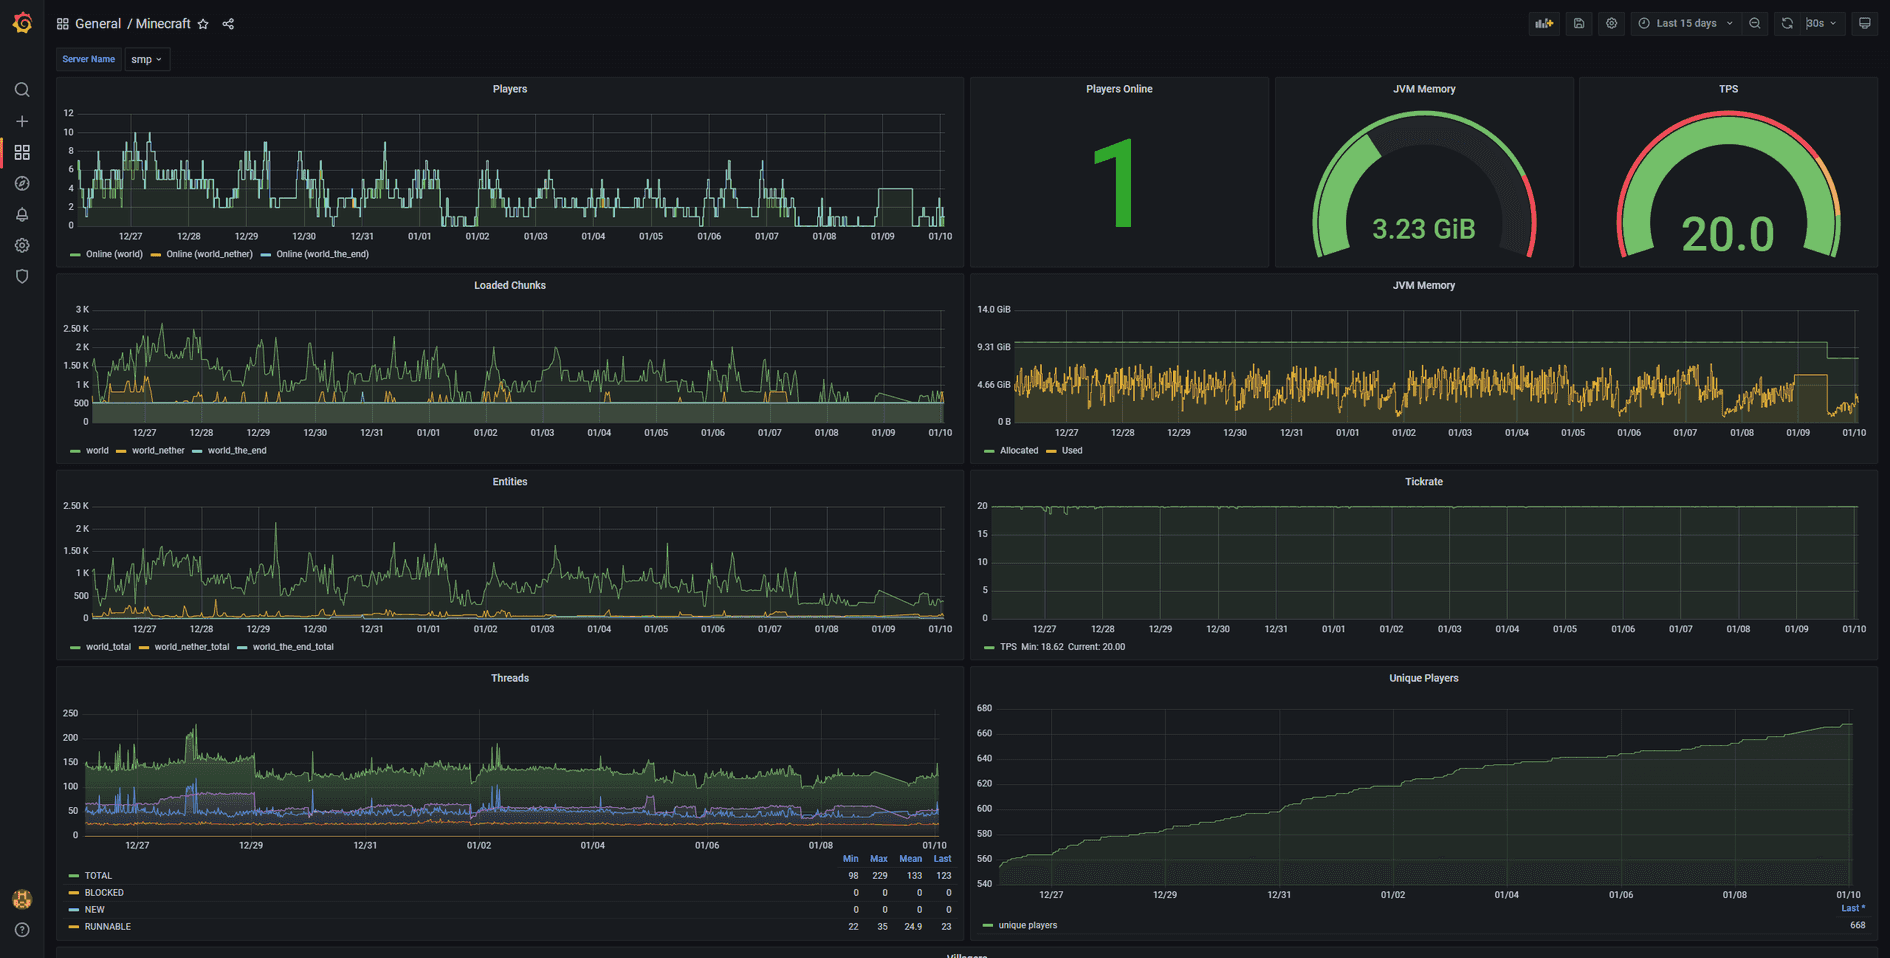 General / Minecraft
Last 15 days
30s
Server Name smp
Players
12
10
8
6
4
2
0
12/27 12/28 12/29 12/30 12/31 01/01 01/02 01/03 01/04 01/05 01/06 01/07 01/08 01/09 01/10
Online (world) Online (world_nether) Online (world_the_end)
Players Online
1
JVM Memory
3.23 GiB
TPS
20.0
Loaded Chunks
3 K
2.50 K
2 K
1.50 K
1 K
500
0
12/27 12/28 12/29 12/30 12/31 01/01 01/02 01/03 01/04 01/05 01/06 01/07 01/08 01/09 01/10
world world_nether world_the_end
JVM Memory
14.0 GiB
9.31 GiB
4.66 GiB
0 B
12/27 12/28 12/29 12/30 12/31 01/01 01/02 01/03 01/04 01/05 01/06 01/07 01/08 01/09 01/10
Allocated Used
Entities
2.50 K
2 K
1.50 K
1 K
500
0
12/27 12/28 12/29 12/30 12/31 01/01 01/02 01/03 01/04 01/05 01/06 01/07 01/08 01/09 01/10
world_total world_nether_total world_the_end_total
Tickrate
20
15
10
5
0
12/27 12/28 12/29 12/30 12/31 01/01 01/02 01/03 01/04 01/05 01/06 01/07 01/08 01/09 01/10
TPS Min: 18.62 Current: 20.00
Threads
250
200
150
100
50
0
12/27 12/29 12/31 01/02 01/04 01/06 01/08 01/10
Min Max Mean Last
TOTAL 98 229 133 123
BLOCKED 0 0 0 0
NEW 0 0 0 0
RUNNABLE 22 35 24.9 23
Unique Players
680
660
640
620
600
580
560
540
12/27 12/29 12/31 01/02 01/04 01/06 01/08 01/10
Last *
unique players 668